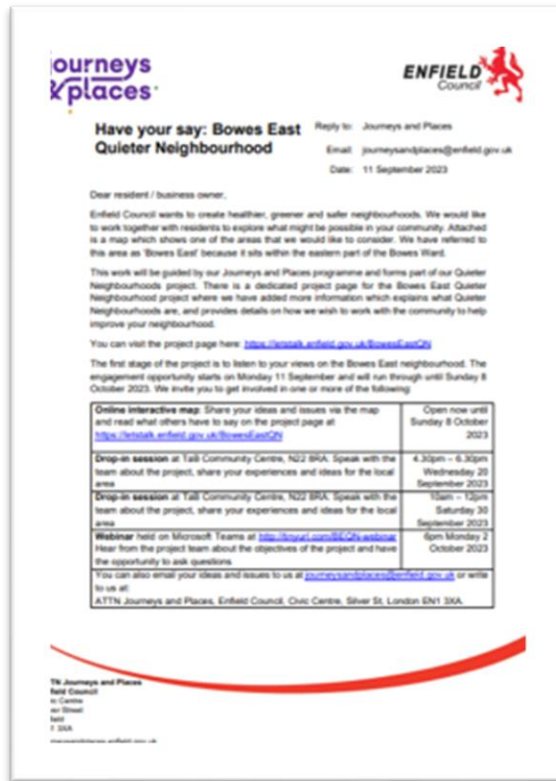 ourneys
&places
ENFIELD
Council
Have your say: Bowes East
Quieter Neighbourhood
Reply to: Journeys and Places
Email: journeysandplaces@enfield.gov.uk
Date: 11 September 2023
Dear resident / business owner,
Enfield Council wants to create healthier, greener and safer neighbourhoods. We would like
to work together with residents to explore what might be possible in your community. Attached
is a map which shows one of the areas that we would like to consider. We have referred to
this area as 'Bowes East' because it sits within the eastern part of the Bowes Ward.
This work will be guided by our Journeys and Places programme and forms part of our Quieter
Neighbourhoods project. There is a dedicated project page for the Bowes East Quieter
Neighbourhood project where we have added more information which explains what Quieter
Neighbourhoods are, and provides details on how we wish to work with the community to help
improve your neighbourhood.
You can visit the project page here: https://letstalk.enfield.gov.uk/BowesEastQN
The first stage of the project is to listen to your views on the Bowes East neighbourhood. The
engagement opportunity starts on Monday 11 September and will run through until Sunday 8
October 2023. We invite you to get involved in one or more of the following:
Online interactive map: Share your ideas and issues via the map
and read what others have to say on the project page at
https://letstalk.enfield.gov.uk/BowesEastQN
Open now until
Sunday 8 October
2023
Drop-in session at TaB Community Centre, N22 8RA: Speak with the
team about the project, share your experiences and ideas for the local
area
4.30pm – 6.30pm
Wednesday 20
September 2023
Drop-in session at TaB Community Centre, N22 8RA: Speak with the
team about the project, share your experiences and ideas for the local
area
10am – 12pm
Saturday 30
September 2023
Webinar held on Microsoft Teams at http://tinyurl.com/BEQN-webinar
Hear from the project team about the objectives of the project and have
the opportunity to ask questions
6pm Monday 2
October 2023
You can also email your ideas and issues to us at journeysandplaces@enfield.gov.uk or write
to us at:
ATTN Journeys and Places, Enfield Council, Civic Centre, Silver St, London EN1 3XA.
TN Journeys and Places
field Council
ic Centre
ver Street
field
1 3XA